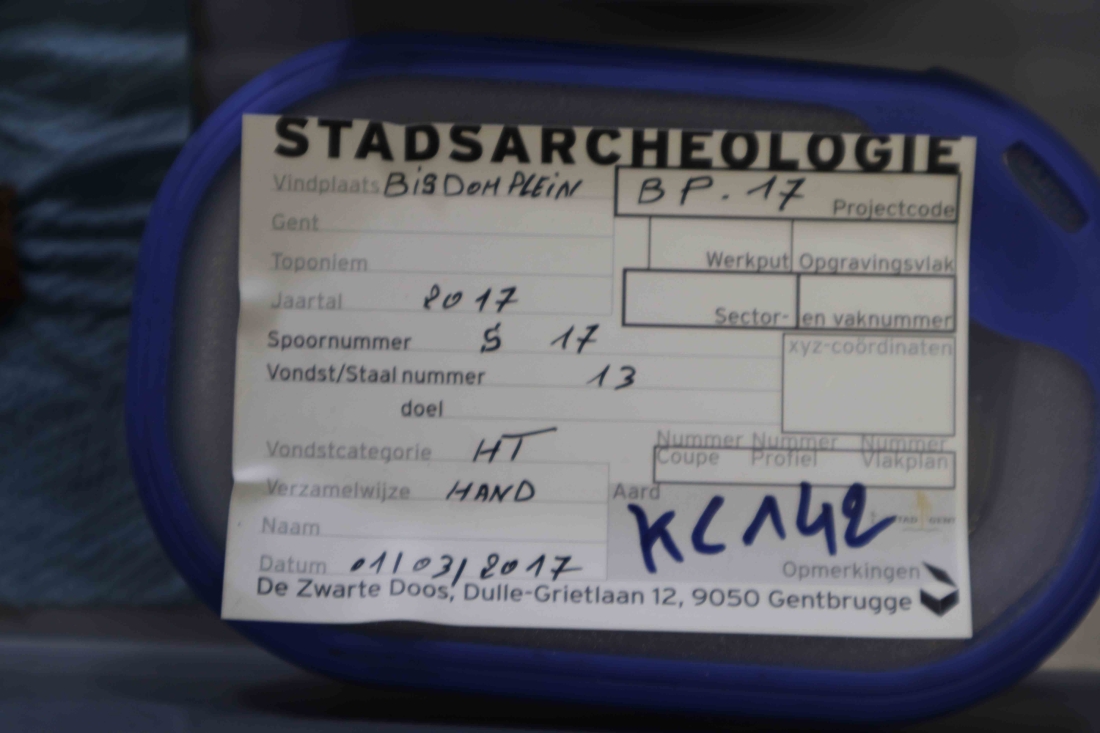 STADSARCHEOLOGIE
Vindplaats BISDOMPLEIN
BP.17 Projectcode
Gent
Toponiem
Werkput Opgravingsvlak
Jaartal 2017
Sector- en vaknummer
Spoornummer S 17
xyz-coördinaten
Vondst/Staal nummer 13
doel
Vondstcategorie HT
Nummer Nummer Nummer
Coupe Profiel Vlakplan
Verzamelwijze HAND
Aard
KC142
STAD GENT
Naam
Opmerkingen
Datum 01/03/2017
De Zwarte Doos, Dulle-Grietlaan 12, 9050 Gentbrugge